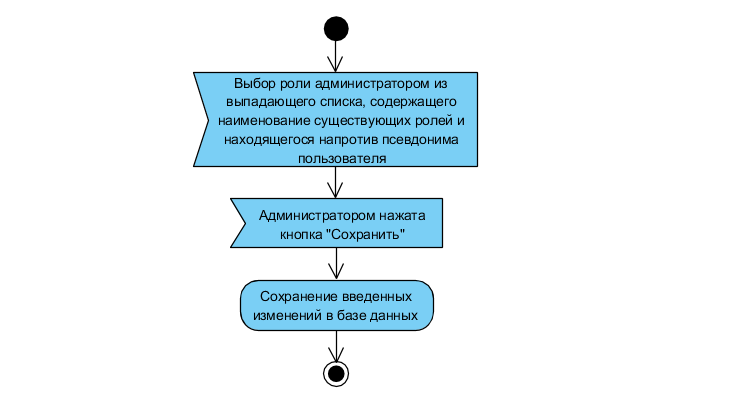 Выбор роли администратором из
выпадающего списка, содержащего
наименование существующих ролей и
находящегося напротив псевдонима
пользователя
Администратором нажата
кнопка "Сохранить"
Сохранение введенных
изменений в базе данных